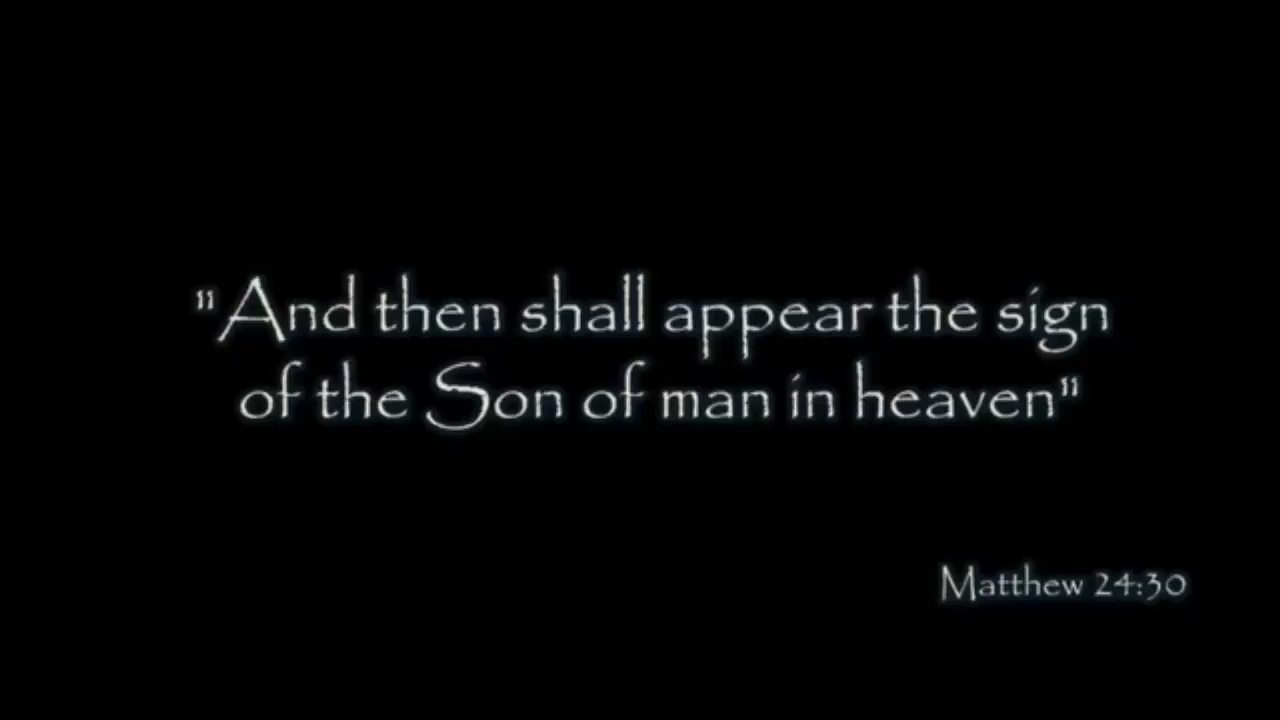 "And then shall appear the sign
of the Son of man in heaven"
Matthew 24:30